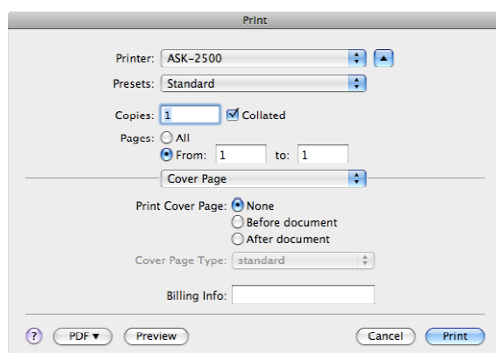 Print
Printer: ASK-2500
Presets: Standard
Copies: 1 Collated
Pages: All
From: 1 to: 1
Cover Page
Print Cover Page: None
Before document
After document
Cover Page Type: standard
Billing Info:
? PDF▼ Preview Cancel Print